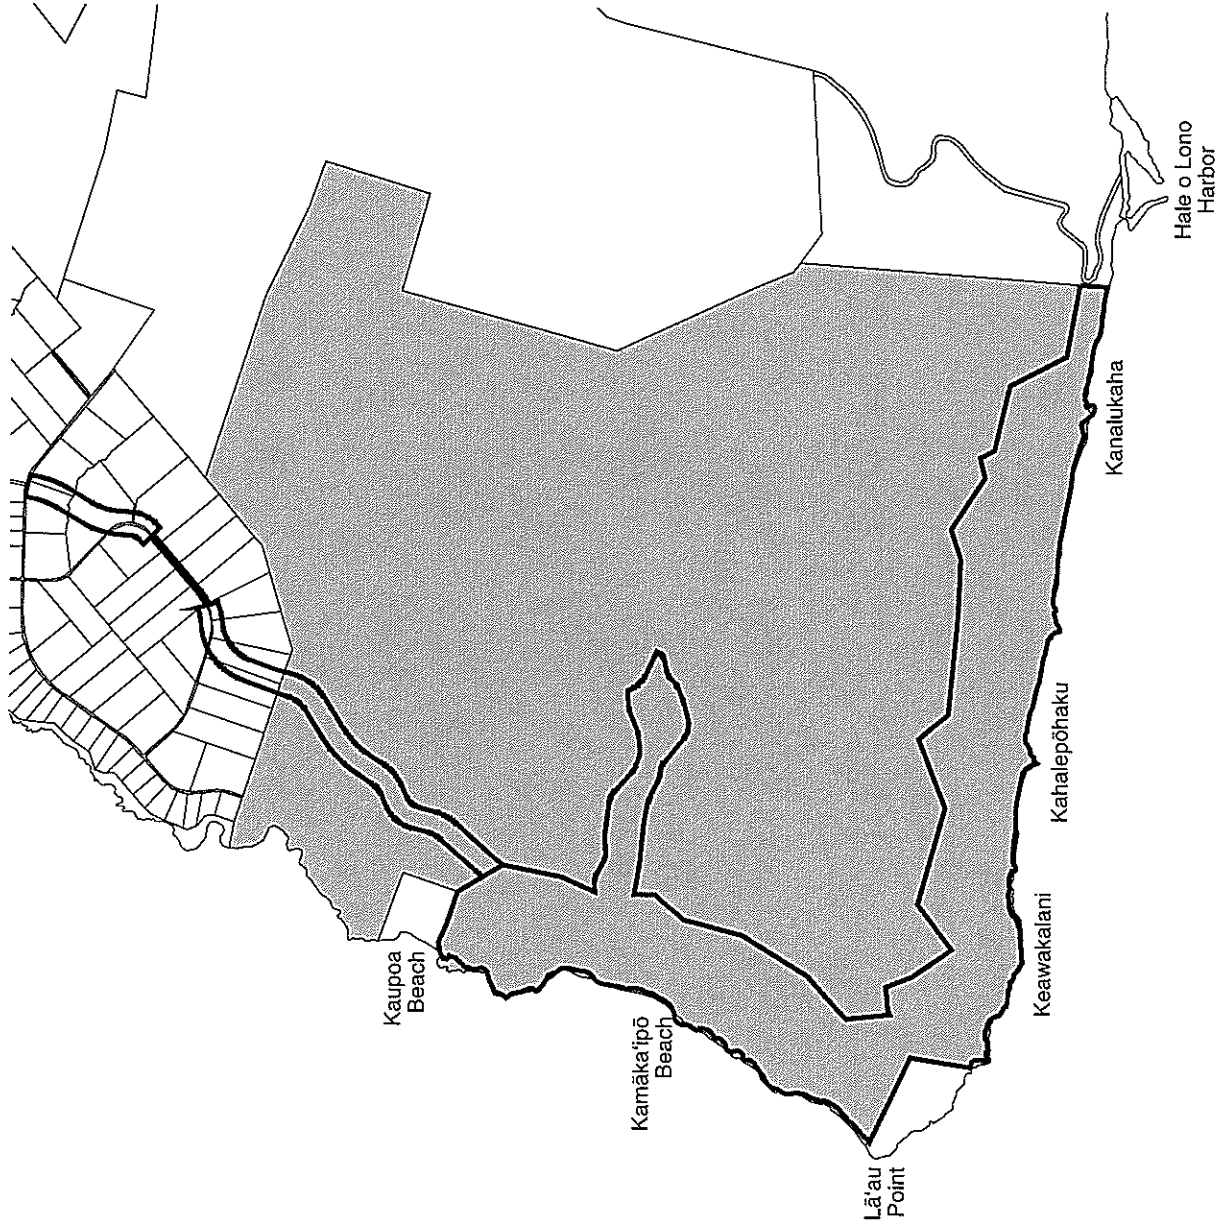 Kaupoa
Beach
Kamāka'ipō
Beach
Lā'au
Point
Keawakalani
Kahalepōhaku
Kanalukaha
Hale o Lono
Harbor